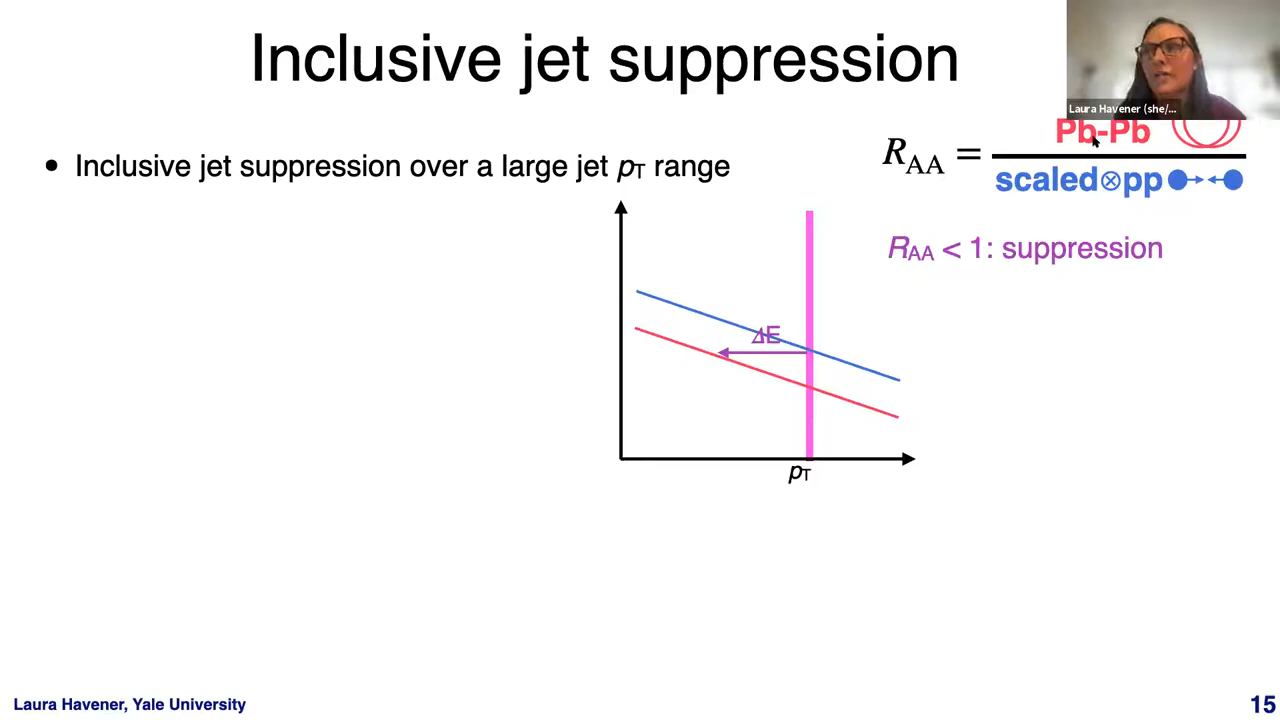 Inclusive jet suppression
Laura Havener (she/...
• Inclusive jet suppression over a large jet pT range
RAA = Pb-Pb
scaled⊗pp
RAA < 1: suppression
ΔE
pT
Laura Havener, Yale University
15